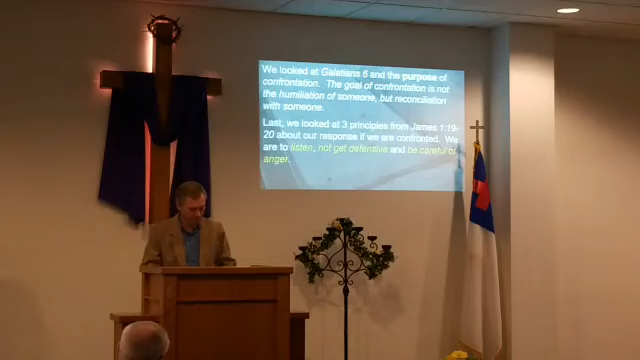 We looked at Galatians 6 and the purpose of
confrontation. The goal of confrontation is not
the humiliation of someone, but reconciliation
with someone.
Last, we looked at 3 principles from James 1:19-
20 about our response if we are confronted. We
are to listen, not get defensive and be careful of
anger.